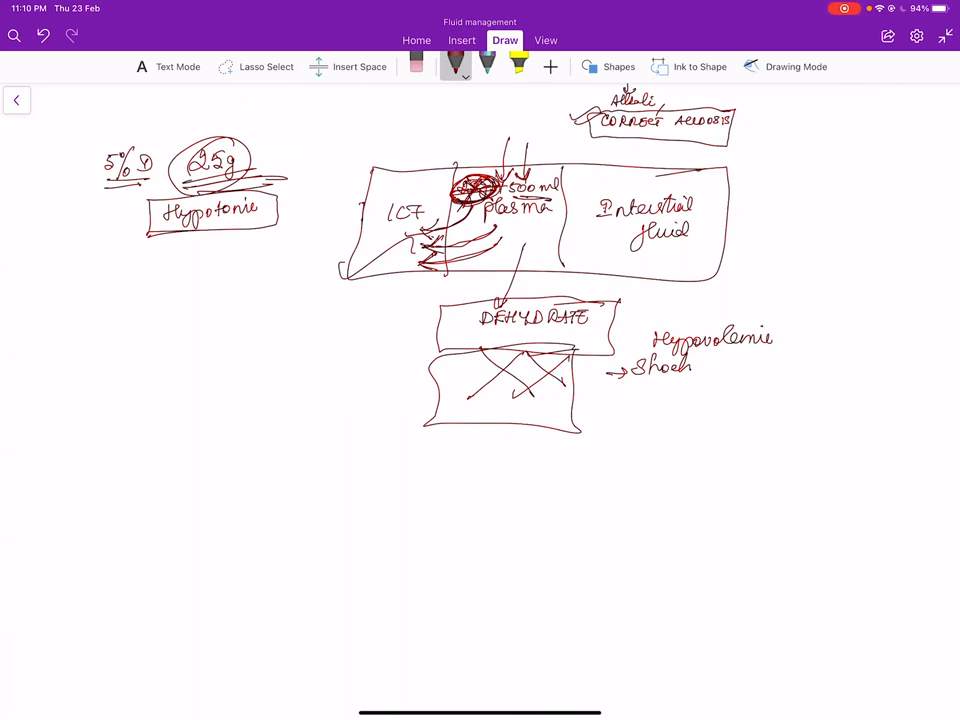 11:10 PM Thu 23 Feb
94%
Fluid management
Home Insert Draw View
Text Mode Lasso Select Insert Space Shapes Ink to Shape Drawing Mode
Alkali
CORRECT ACIDOSIS
5% D 25g
Hypotonic
+500 ml
ICF plasma Interstial fluid
DEHYDRATE
Hypovolemic
→ Shock